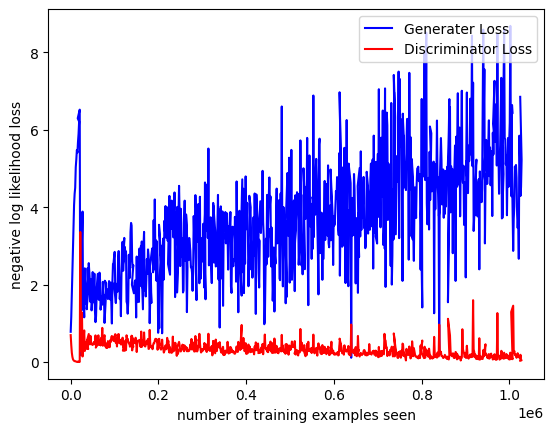 Generater Loss
Discriminator Loss
negative log likelihood loss
8
6
4
2
0
0.0 0.2 0.4 0.6 0.8 1.0
1e6
number of training examples seen